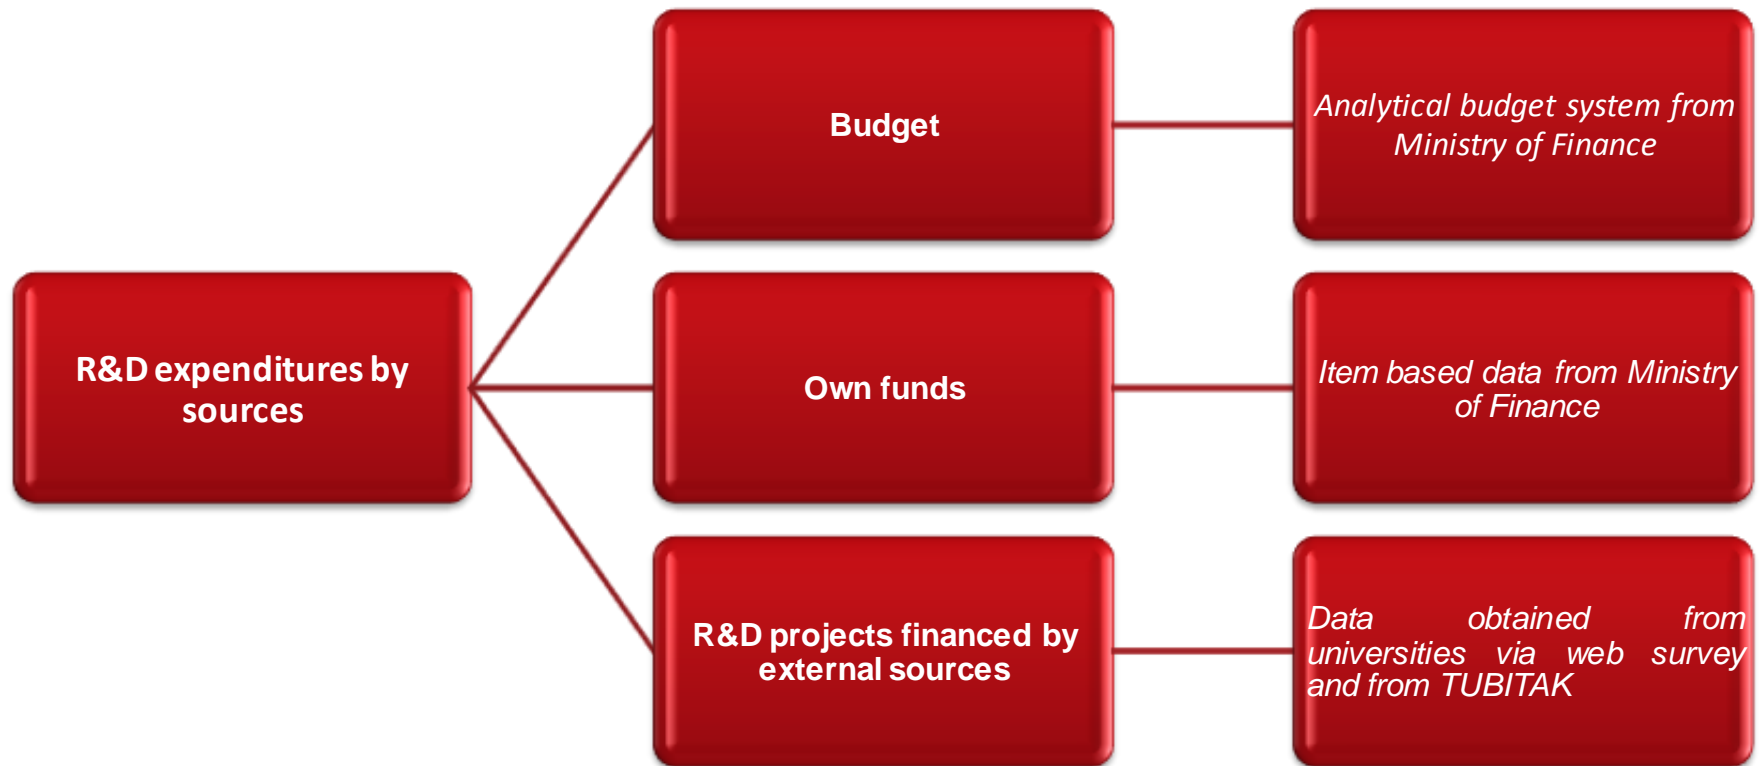 Budget
Analytical budget system from
Ministry of Finance
R&D expenditures by
sources
Own funds
Item based data from Ministry
of Finance
R&D projects financed by
external sources
Data obtained from
universities via web survey
and from TUBITAK